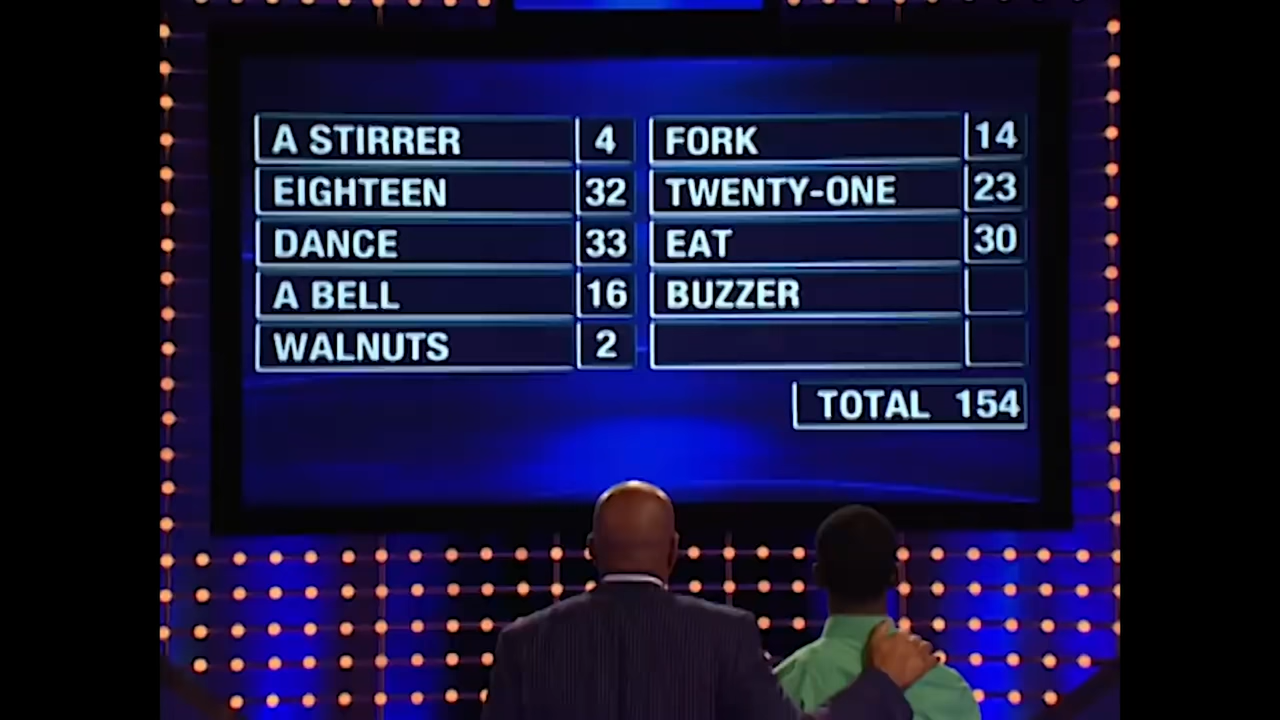 A STIRRER 4
EIGHTEEN 32
DANCE 33
A BELL 16
WALNUTS 2
FORK 14
TWENTY-ONE 23
EAT 30
BUZZER
TOTAL 154